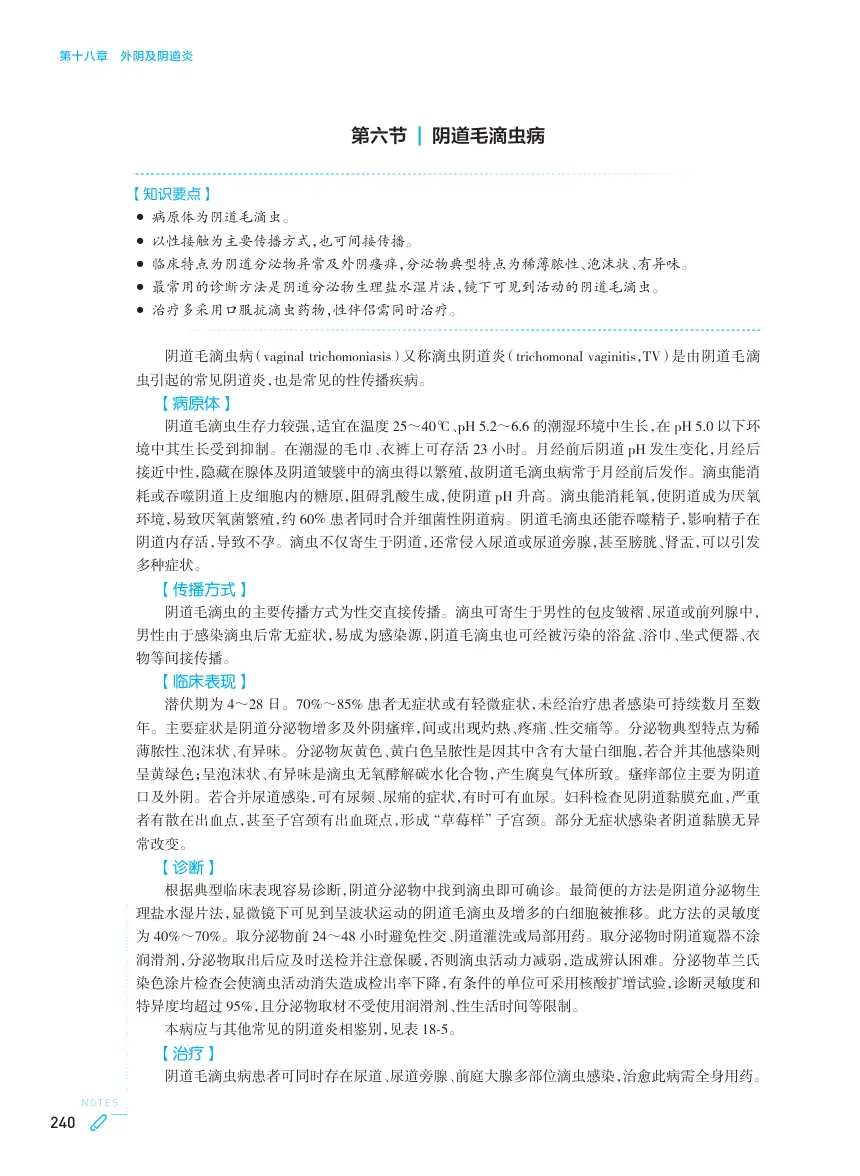 第十八章 外阴及阴道炎
第六节 | 阴道毛滴虫病
【知识要点】
● 病原体为阴道毛滴虫。
● 以性接触为主要传播方式,也可间接传播。
● 临床特点为阴道分泌物异常及外阴瘙痒,分泌物典型特点为稀薄脓性、泡沫状、有异味。
● 最常用的诊断方法是阴道分泌物生理盐水湿片法,镜下可见到活动的阴道毛滴虫。
● 治疗多采用口服抗滴虫药物,性伴侣需同时治疗。
阴道毛滴虫病（vaginal trichomoniasis）又称滴虫阴道炎（trichomonal vaginitis,TV）是由阴道毛滴
虫引起的常见阴道炎,也是常见的性传播疾病。
【病原体】
阴道毛滴虫生存力较强,适宜在温度 25～40℃、pH 5.2～6.6 的潮湿环境中生长,在 pH 5.0 以下环
境中其生长受到抑制。在潮湿的毛巾、衣裤上可存活 23 小时。月经前后阴道 pH 发生变化,月经后
接近中性,隐藏在腺体及阴道皱襞中的滴虫得以繁殖,故阴道毛滴虫病常于月经前后发作。滴虫能消
耗或吞噬阴道上皮细胞内的糖原,阻碍乳酸生成,使阴道 pH 升高。滴虫能消耗氧,使阴道成为厌氧
环境,易致厌氧菌繁殖,约 60% 患者同时合并细菌性阴道病。阴道毛滴虫还能吞噬精子,影响精子在
阴道内存活,导致不孕。滴虫不仅寄生于阴道,还常侵入尿道或尿道旁腺,甚至膀胱、肾盂,可以引发
多种症状。
【传播方式】
阴道毛滴虫的主要传播方式为性交直接传播。滴虫可寄生于男性的包皮皱褶、尿道或前列腺中,
男性由于感染滴虫后常无症状,易成为感染源,阴道毛滴虫也可经被污染的浴盆、浴巾、坐式便器、衣
物等间接传播。
【临床表现】
潜伏期为 4～28 日。70%～85% 患者无症状或有轻微症状,未经治疗患者感染可持续数月至数
年。主要症状是阴道分泌物增多及外阴瘙痒,间或出现灼热、疼痛、性交痛等。分泌物典型特点为稀
薄脓性、泡沫状、有异味。分泌物灰黄色、黄白色呈脓性是因其中含有大量白细胞,若合并其他感染则
呈黄绿色;呈泡沫状、有异味是滴虫无氧酵解碳水化合物,产生腐臭气体所致。瘙痒部位主要为阴道
口及外阴。若合并尿道感染,可有尿频、尿痛的症状,有时可有血尿。妇科检查见阴道黏膜充血,严重
者有散在出血点,甚至子宫颈有出血斑点,形成“草莓样”子宫颈。部分无症状感染者阴道黏膜无异
常改变。
【诊断】
根据典型临床表现容易诊断,阴道分泌物中找到滴虫即可确诊。最简便的方法是阴道分泌物生
理盐水湿片法,显微镜下可见到呈波状运动的阴道毛滴虫及增多的白细胞被推移。此方法的灵敏度
为 40%～70%。取分泌物前 24～48 小时避免性交、阴道灌洗或局部用药。取分泌物时阴道窥器不涂
润滑剂,分泌物取出后应及时送检并注意保暖,否则滴虫活动力减弱,造成辨认困难。分泌物革兰氏
染色涂片检查会使滴虫活动消失造成检出率下降,有条件的单位可采用核酸扩增试验,诊断灵敏度和
特异度均超过 95%,且分泌物取材不受使用润滑剂、性生活时间等限制。
本病应与其他常见的阴道炎相鉴别,见表 18-5。
【治疗】
阴道毛滴虫病患者可同时存在尿道、尿道旁腺、前庭大腺多部位滴虫感染,治愈此病需全身用药。
NOTES
240